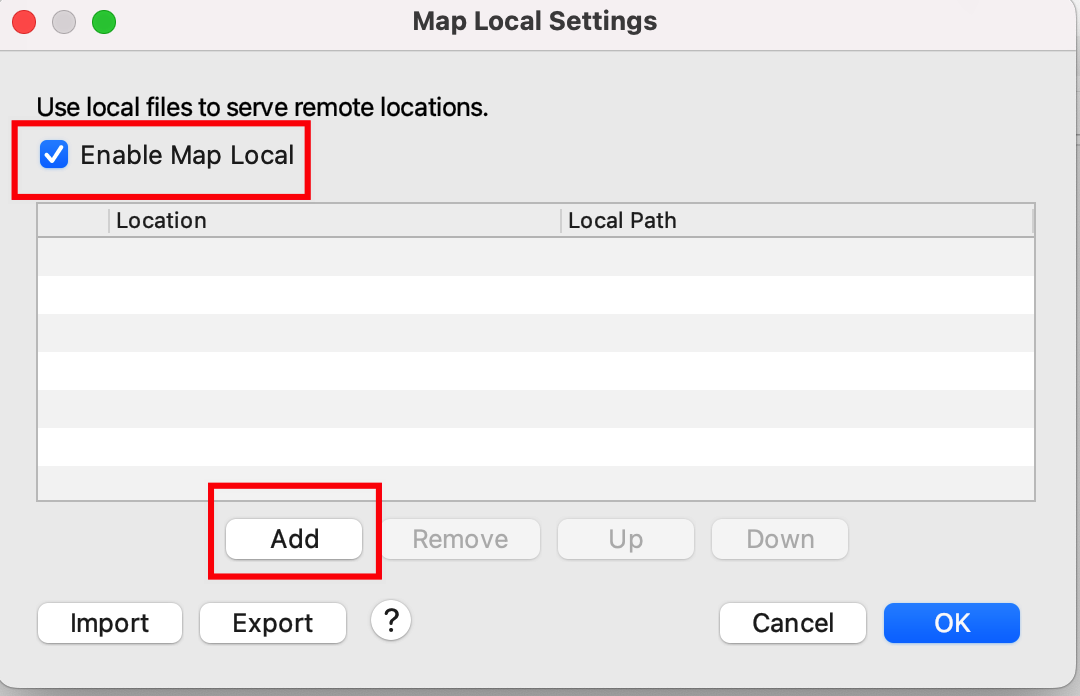 Map Local Settings
Use local files to serve remote locations.
Enable Map Local
Location Local Path
Add Remove Up Down
Import Export ? Cancel OK